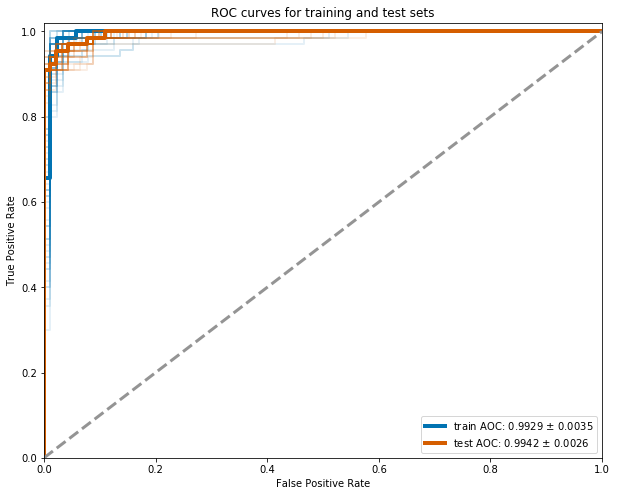 ROC curves for training and test sets
True Positive Rate
1.0
0.8
0.6
0.4
0.2
0.0
0.0 0.2 0.4 0.6 0.8 1.0
False Positive Rate
train AOC: 0.9929 ± 0.0035
test AOC: 0.9942 ± 0.0026